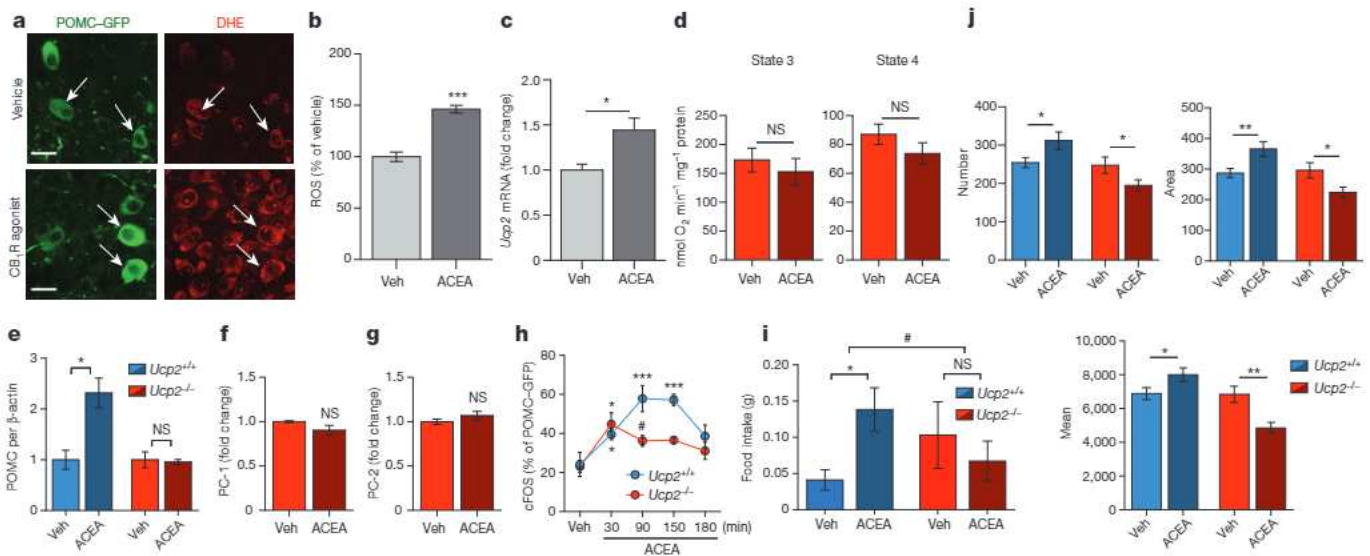 a
POMC–GFP
DHE
Vehicle
CB1R agonist
b
ROS (% of vehicle)
200
150
100
50
0
***
Veh
ACEA
c
Ucp2 mRNA (fold change)
2.0
1.5
1.0
0.5
0
*
Veh
ACEA
d
State 3
State 4
nmol O2 min−1 mg−1 protein
250
200
150
100
50
0
NS
Veh
ACEA
100
80
60
40
20
0
NS
Veh
ACEA
j
Number
400
300
200
100
0
*
*
Veh
ACEA
Veh
ACEA
Area
500
400
300
200
100
0
**
*
Veh
ACEA
Veh
ACEA
e
POMC per β-actin
3
2
1
0
*
NS
Ucp2+/+
Ucp2−/−
Veh
ACEA
Veh
ACEA
f
PC-1 (fold change)
1.5
1.0
0.5
0
NS
Veh
ACEA
g
PC-2 (fold change)
1.5
1.0
0.5
0
NS
Veh
ACEA
h
cFOS (% of POMC–GFP)
80
60
40
20
0
*
*
***
***
#
Ucp2+/+
Ucp2−/−
Veh
30
90
150
180
(min)
ACEA
i
Food intake (g)
0.20
0.15
0.10
0.05
0
#
*
NS
Ucp2+/+
Ucp2−/−
Veh
ACEA
Veh
ACEA
Mean
10,000
8,000
6,000
4,000
2,000
0
*
**
Ucp2+/+
Ucp2−/−
Veh
ACEA
Veh
ACEA